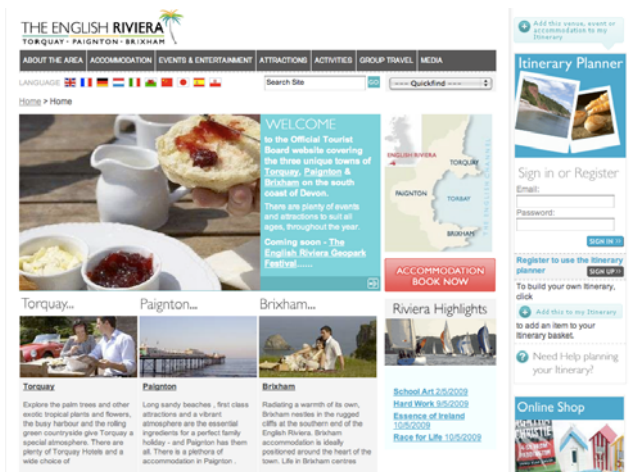 THE ENGLISH RIVIERA
TORQUAY • PAIGNTON • BRIXHAM
ABOUT THE AREA
ACCOMMODATION
EVENTS & ENTERTAINMENT
ATTRACTIONS
ACTIVITIES
GROUP TRAVEL
MEDIA
LANGUAGE
Search Site
GO
--- Quickfind ---
Home > Home
WELCOME
to the Official Tourist
Board website covering
the three unique towns of
Torquay, Paignton &
Brixham on the south
coast of Devon.
There are plenty of events
and attractions to suit all
ages, throughout the year.
Coming soon - The
English Riviera Geopark
Festival......
ENGLISH RIVIERA
TORQUAY
PAIGNTON
TORBAY
BRIXHAM
THE ENGLISH CHANNEL
ACCOMMODATION
BOOK NOW
Torquay...
Torquay
Explore the palm trees and other
exotic tropical plants and flowers,
the busy harbour and the rolling
green countryside give Torquay a
special atmosphere. There are
plenty of Torquay Hotels and a
wide choice of
Paignton...
Paignton
Long sandy beaches , first class
attractions and a vibrant
atmosphere are the essential
ingredients for a perfect family
holiday - and Paignton has them
all. There is a plethora of
accommodation in Paignton .
Brixham...
Brixham
Radiating a warmth of its own,
Brixham nestles in the rugged
cliffs at the southern end of the
English Riviera. Brixham
accommodation is ideally
positioned around the heart of the
town. Life in Brixham centres
Riviera Highlights
School Art 2/5/2009
Hard Work 9/5/2009
Essence of Ireland
10/5/2009
Race for Life 10/5/2009
Add this venue, event or
accommodation to my
Itinerary
Itinerary Planner
Sign in or Register
Email:
Password:
SIGN IN >>
Register to use the itinerary
planner
SIGN UP >>
To build your own Itinerary,
click
Add this to my Itinerary
to add an item to your
itinerary basket.
Need Help planning
your Itinerary?
Online Shop